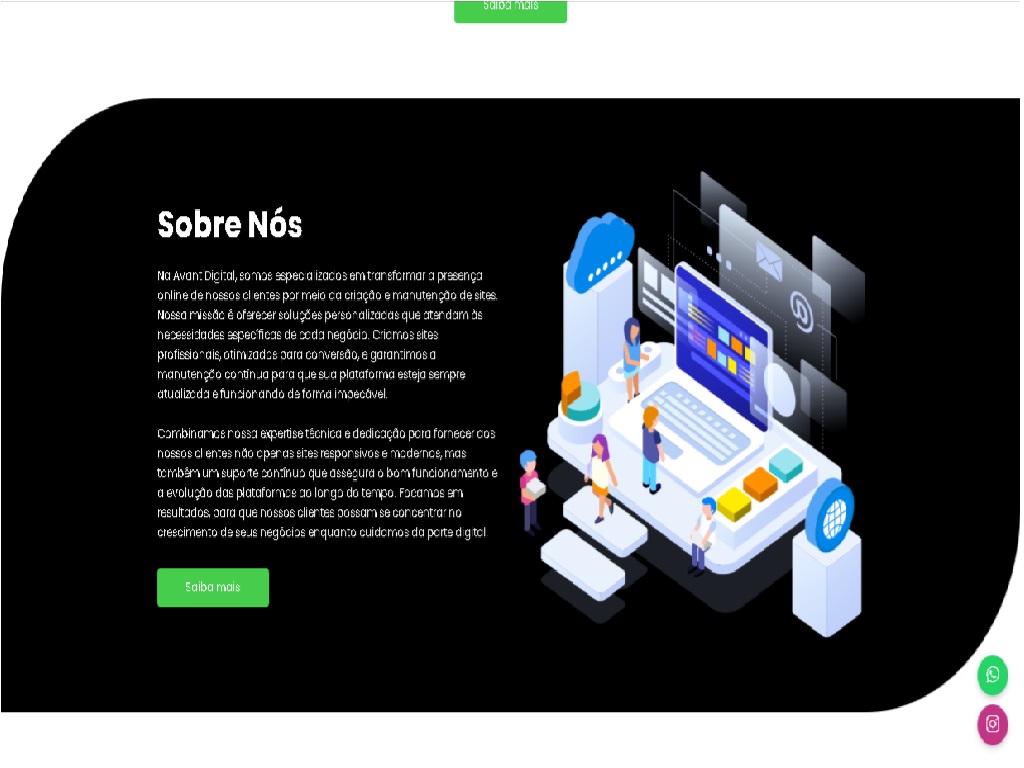 Saiba mais
Sobre Nós
Na Avant Digital, somos especializados em transformar a presença
online de nossos clientes por meio da criação e manutenção de sites.
Nossa missão é oferecer soluções personalizadas que atendam às
necessidades específicas de cada negócio. Criamos sites
profissionais, otimizados para conversão, e garantimos a
manutenção contínua para que sua plataforma esteja sempre
atualizada e funcionando de forma impecável.
Combinamos nossa expertise técnica e dedicação para fornecer aos
nossos clientes não apenas sites responsivos e modernos, mas
também um suporte contínuo que assegura o bom funcionamento e
a evolução das plataformas ao longo do tempo. Focamos em
resultados, para que nossos clientes possam se concentrar no
crescimento de seus negócios enquanto cuidamos da parte digital.
Saiba mais